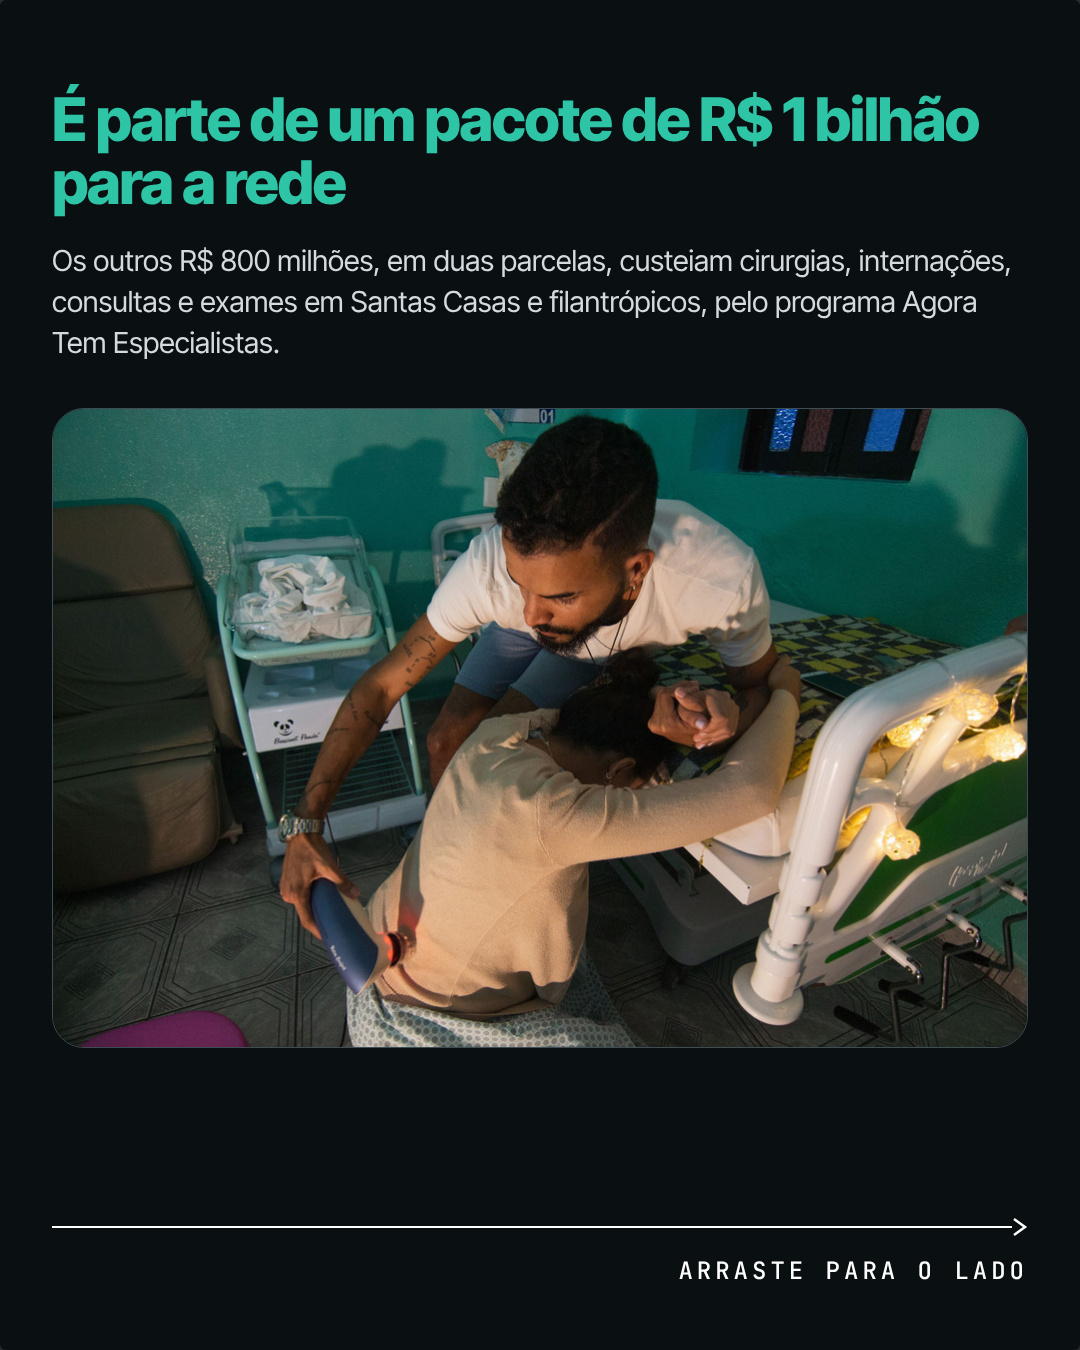 É parte de um pacote de R$ 1 bilhão
para a rede
Os outros R$ 800 milhões, em duas parcelas, custeiam cirurgias, internações,
consultas e exames em Santas Casas e filantrópicos, pelo programa Agora
Tem Especialistas.
01
ARRASTE PARA O LADO